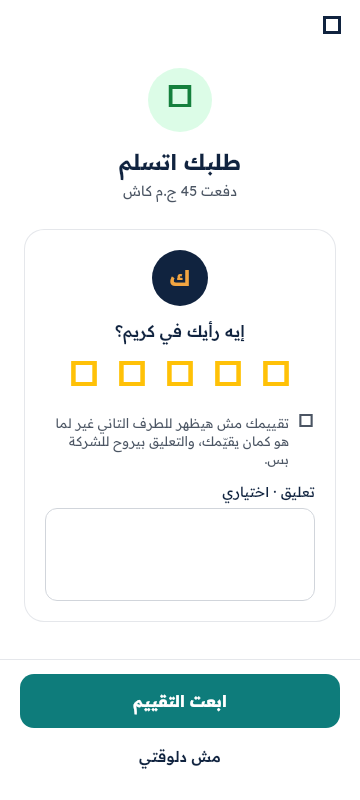 طلبك اتسلم
دفعت 45 ج.م كاش
ك
إيه رأيك في كريم؟
تقييمك مش هيظهر للطرف التاني غير لما
هو كمان يقيّمك، والتعليق بيروح للشركة
بس.
تعليق · اختياري
ابعت التقييم
مش دلوقتي